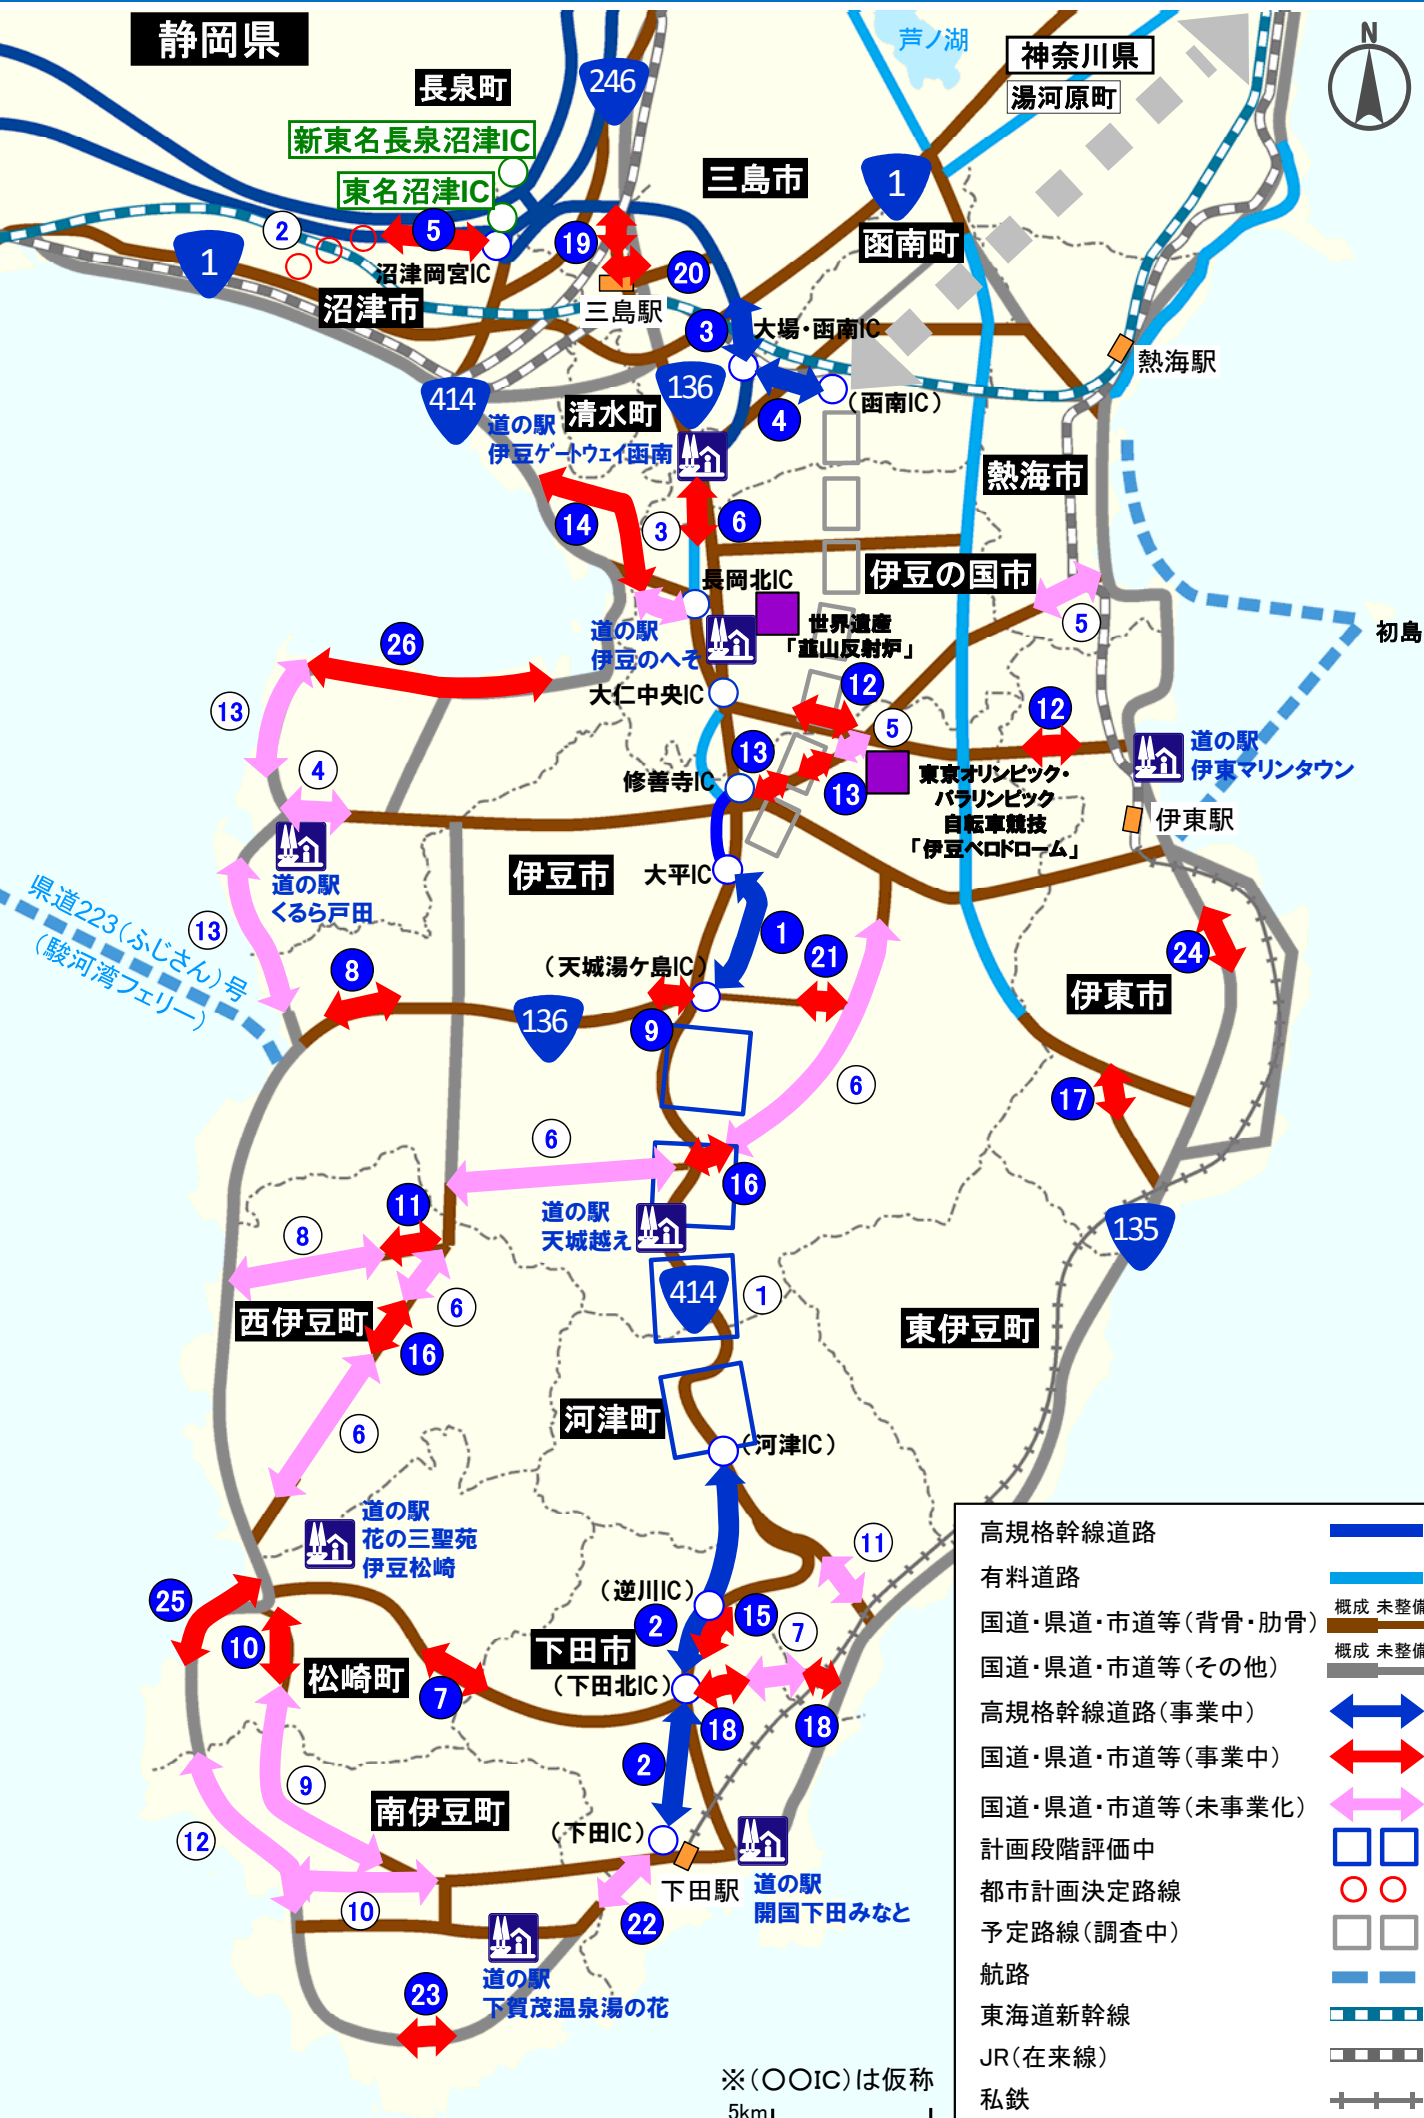 静岡県
芦ノ湖
N
神奈川県
湯河原町
長泉町
246
新東名長泉沼津IC
東名沼津IC
三島市
1
函南町
2
5
19
20
1
沼津岡宮IC
沼津市
三島駅
3
大場・函南IC
熱海駅
136
414
清水町
4
(函南IC)
道の駅
伊豆ゲートウェイ函南
熱海市
14
3
6
長岡北IC
伊豆の国市
5
初島
道の駅
伊豆のへそ
世界遺産
「韮山反射炉」
26
13
大仁中央IC
12
5
12
道の駅
伊東マリンタウン
4
修善寺IC
13
13
東京オリンピック・
パラリンピック
自転車競技
「伊豆ベロドローム」
伊東駅
道の駅
くるら戸田
伊豆市
大平IC
県道223(ふじさん)号
(駿河湾フェリー)
13
1
21
24
8
(天城湯ケ島IC)
伊東市
136
9
6
17
6
16
11
道の駅
天城越え
8
135
414
1
6
西伊豆町
16
東伊豆町
河津町
6
(河津IC)
道の駅
花の三聖苑
伊豆松崎
11
25
(逆川IC)
10
2
15
7
下田市
松崎町
7
(下田北IC)
18
18
2
9
南伊豆町
12
(下田IC)
下田駅
道の駅
開国下田みなと
10
22
道の駅
下賀茂温泉湯の花
23
※(〇〇IC)は仮称
5km
高規格幹線道路
有料道路
概成 未整備
国道・県道・市道等(背骨・肋骨)
概成 未整備
国道・県道・市道等(その他)
高規格幹線道路(事業中)
国道・県道・市道等(事業中)
国道・県道・市道等(未事業化)
計画段階評価中
都市計画決定路線
予定路線(調査中)
航路
東海道新幹線
JR(在来線)
私鉄